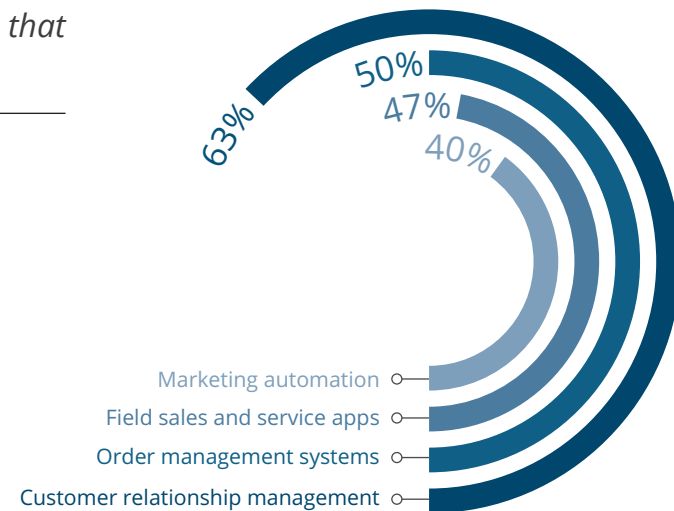 that
63%
50%
47%
40%
Marketing automation
Field sales and service apps
Order management systems
Customer relationship management